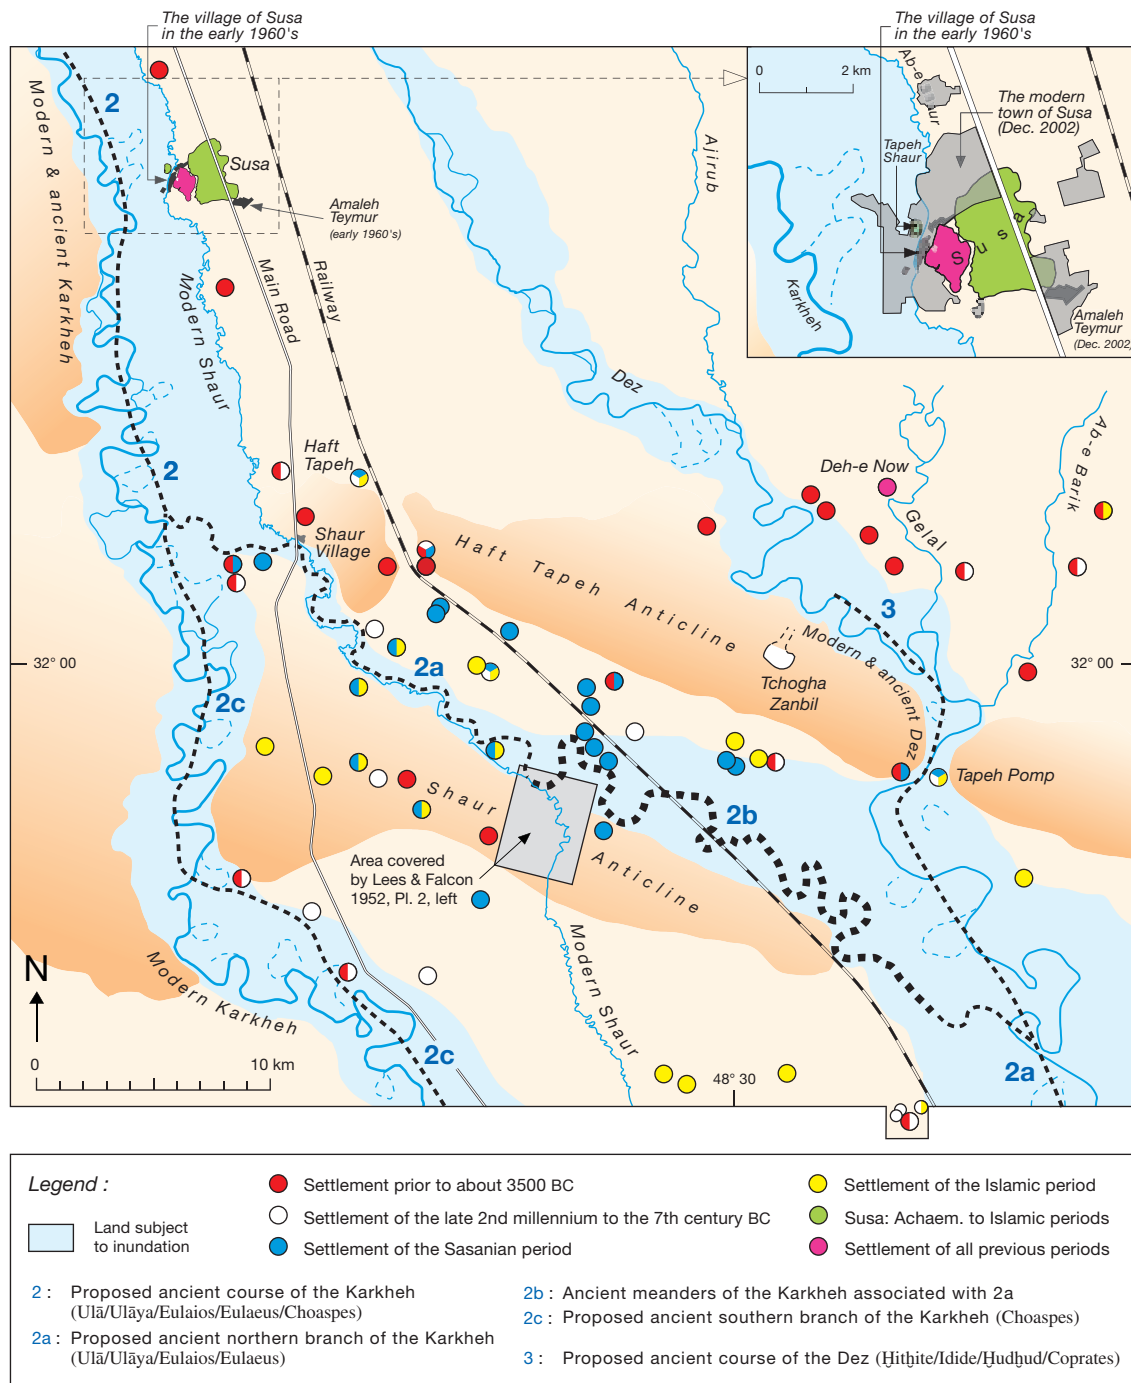 The village of Susa
in the early 1960's
The village of Susa
in the early 1960's
2
Modern & ancient Karkheh
Susa
Amaleh
Teymur
(early 1960's)
Modern Shaur
Main Road
Railway
Ajirub
Dez
0 2 km
Ab-e
ur
The modern
town of Susa
(Dec. 2002)
Tapeh
Shaur
Susa
Karkheh
Amaleh
Teymur
(Dec. 2002)
Haft
Tapeh
2
Shaur
Village
Deh-e Now
Gelal
Ab-e Barik
Haft Tapeh Anticline
3
Modern & ancient Dez
32° 00
32° 00
2a
2c
Tchogha
Zanbil
Tapeh Pomp
Shaur
Anticline
2b
Area covered
by Lees & Falcon
1952, Pl. 2, left
Modern Shaur
N
Modern Karkheh
0 10 km
2c
48° 30
2a
Legend :
Land subject
to inundation
Settlement prior to about 3500 BC
Settlement of the late 2nd millennium to the 7th century BC
Settlement of the Sasanian period
Settlement of the Islamic period
Susa: Achaem. to Islamic periods
Settlement of all previous periods
2 : Proposed ancient course of the Karkheh
(Ulā/Ulāya/Eulaios/Eulaeus/Choaspes)
2a : Proposed ancient northern branch of the Karkheh
(Ulā/Ulāya/Eulaios/Eulaeus)
2b : Ancient meanders of the Karkheh associated with 2a
2c : Proposed ancient southern branch of the Karkheh (Choaspes)
3 : Proposed ancient course of the Dez (Ḫitḫite/Idide/Ḫudḫud/Coprates)